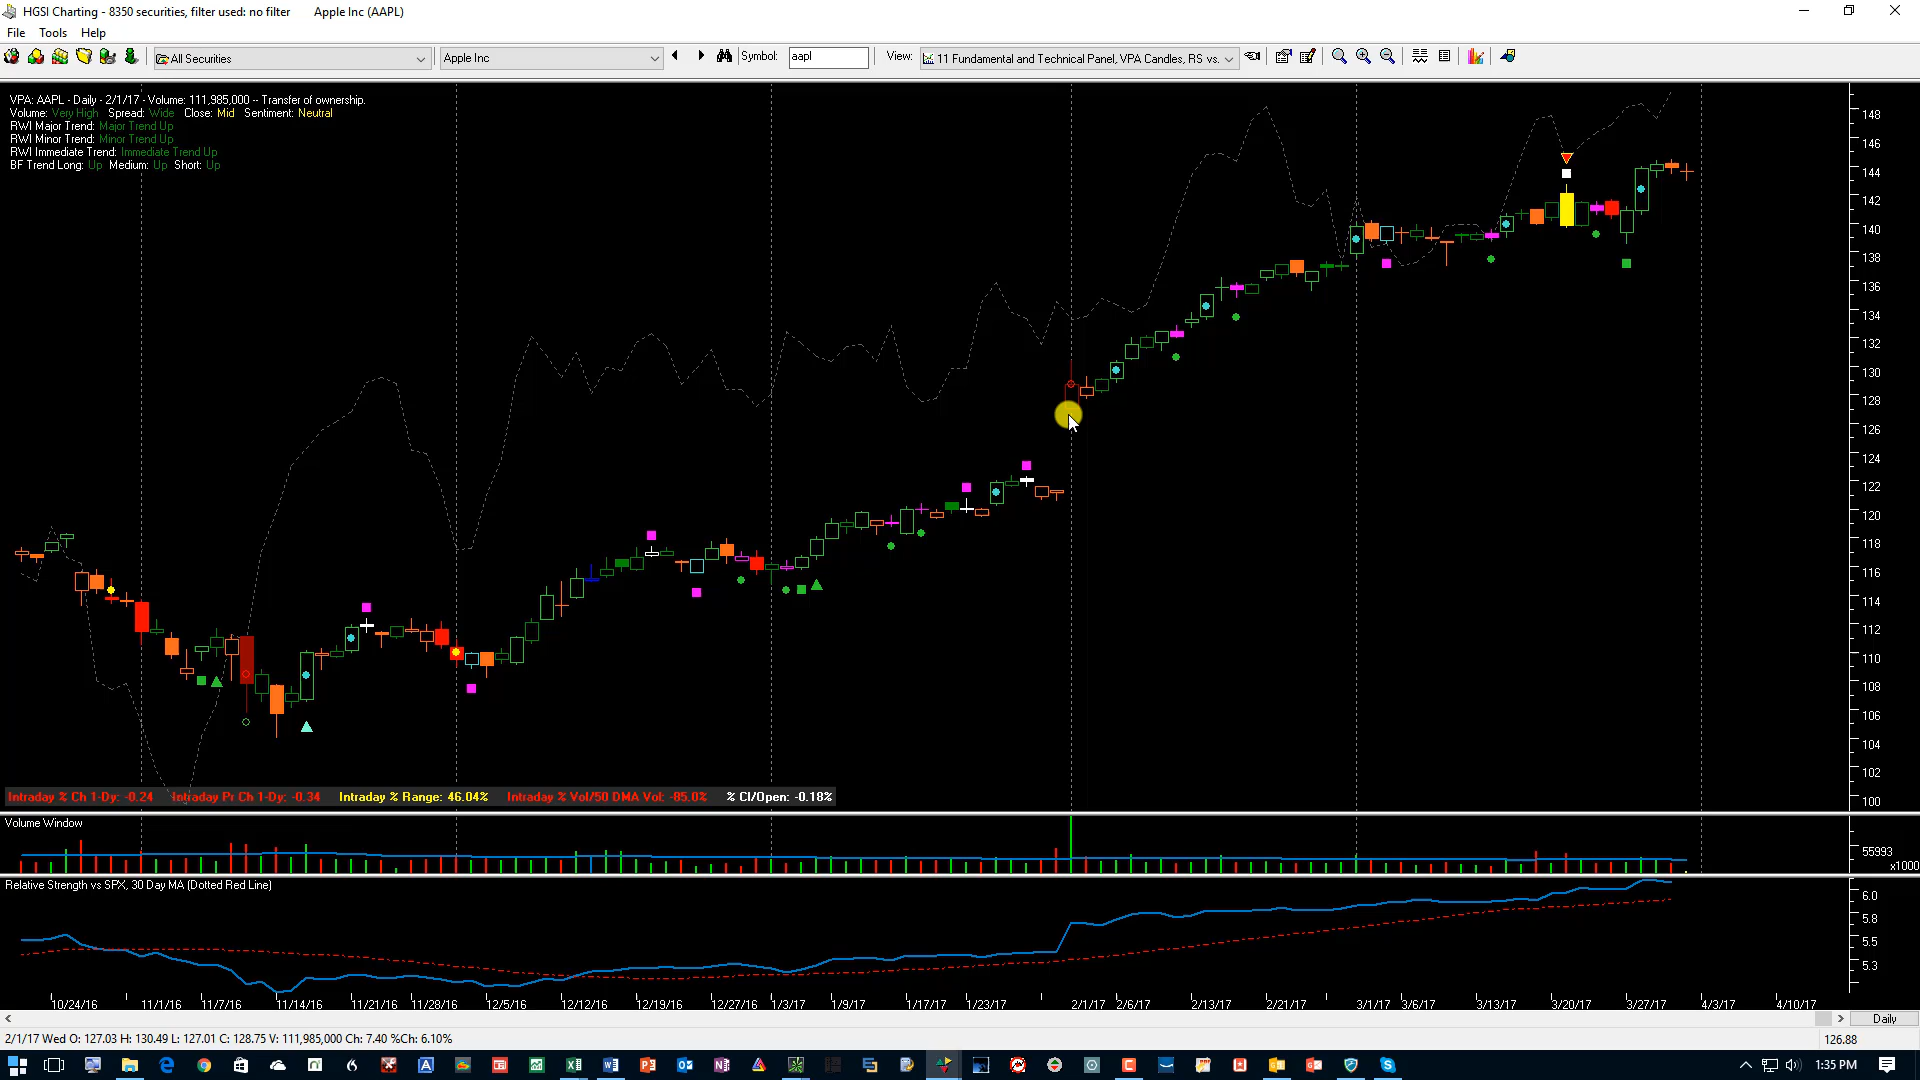 HGSI Charting - 8350 securities, filter used: no filter Apple Inc (AAPL)
File Tools Help
All Securities Apple Inc Symbol: aapl View: 11 Fundamental and Technical Panel, VPA Candles, RS vs.
VPA: AAPL - Daily - 2/1/17 - Volume: 111,985,000 -- Transfer of ownership.
Volume: Very High Spread: Wide Close: Mid Sentiment: Neutral
RWI Major Trend: Major Trend Up
RWI Minor Trend: Minor Trend Up
RWI Immediate Trend: Immediate Trend Up
BF Trend Long: Up Medium: Up Short: Up
148
146
144
142
140
138
136
134
132
130
128
126
124
122
120
118
116
114
112
110
108
106
104
102
100
Intraday % Ch 1-Dy: -0.24 Intraday Pr Ch 1-Dy: -0.34 Intraday % Range: 46.04% Intraday % Vol/50 DMA Vol: -85.0% % Cl/Open: -0.18%
Volume Window
55993
x1000
Relative Strength vs SPX, 30 Day MA (Dotted Red Line)
6.0
5.8
5.5
5.3
10/24/16 11/1/16 11/7/16 11/14/16 11/21/16 11/28/16 12/5/16 12/12/16 12/19/16 12/27/16 1/3/17 1/9/17 1/17/17 1/23/17 2/1/17 2/6/17 2/13/17 2/21/17 3/1/17 3/6/17 3/13/17 3/20/17 3/27/17 4/3/17 4/10/17
Daily
2/1/17 Wed O: 127.03 H: 130.49 L: 127.01 C: 128.75 V: 111,985,000 Ch: 7.40 %Ch: 6.10% 126.88
1:35 PM